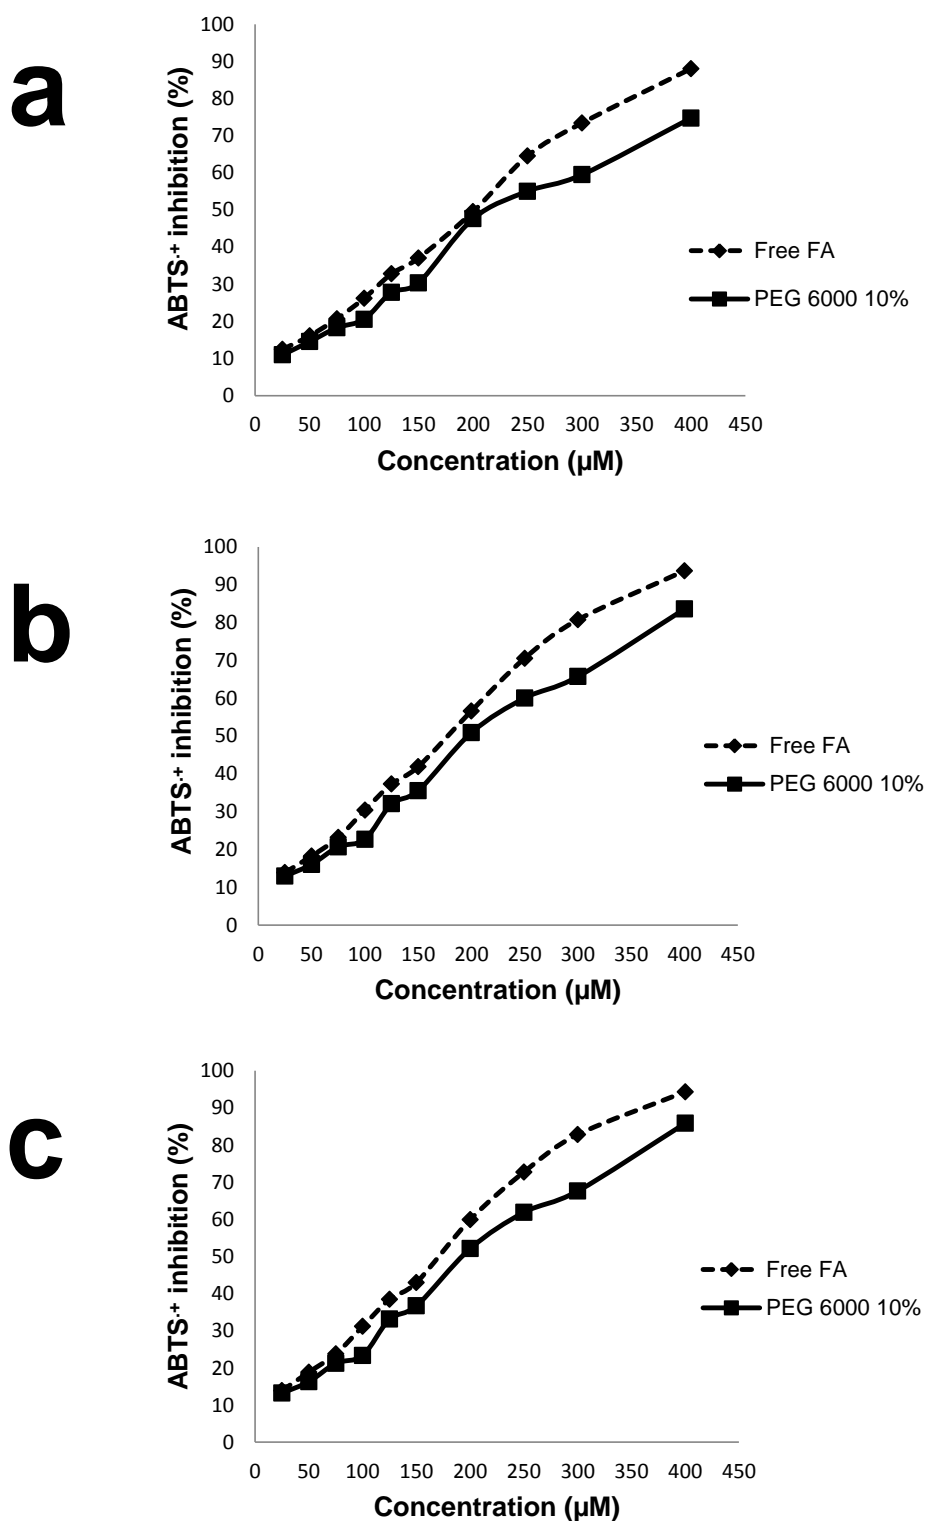 a
100
90
80
70
60
50
40
30
20
10
0
ABTS·+ inhibition (%)
0 50 100 150 200 250 300 350 400 450
Concentration (µM)
Free FA
PEG 6000 10%
b
100
90
80
70
60
50
40
30
20
10
0
ABTS·+ inhibition (%)
0 50 100 150 200 250 300 350 400 450
Concentration (µM)
Free FA
PEG 6000 10%
c
100
90
80
70
60
50
40
30
20
10
0
ABTS·+ inhibition (%)
0 50 100 150 200 250 300 350 400 450
Concentration (µM)
Free FA
PEG 6000 10%